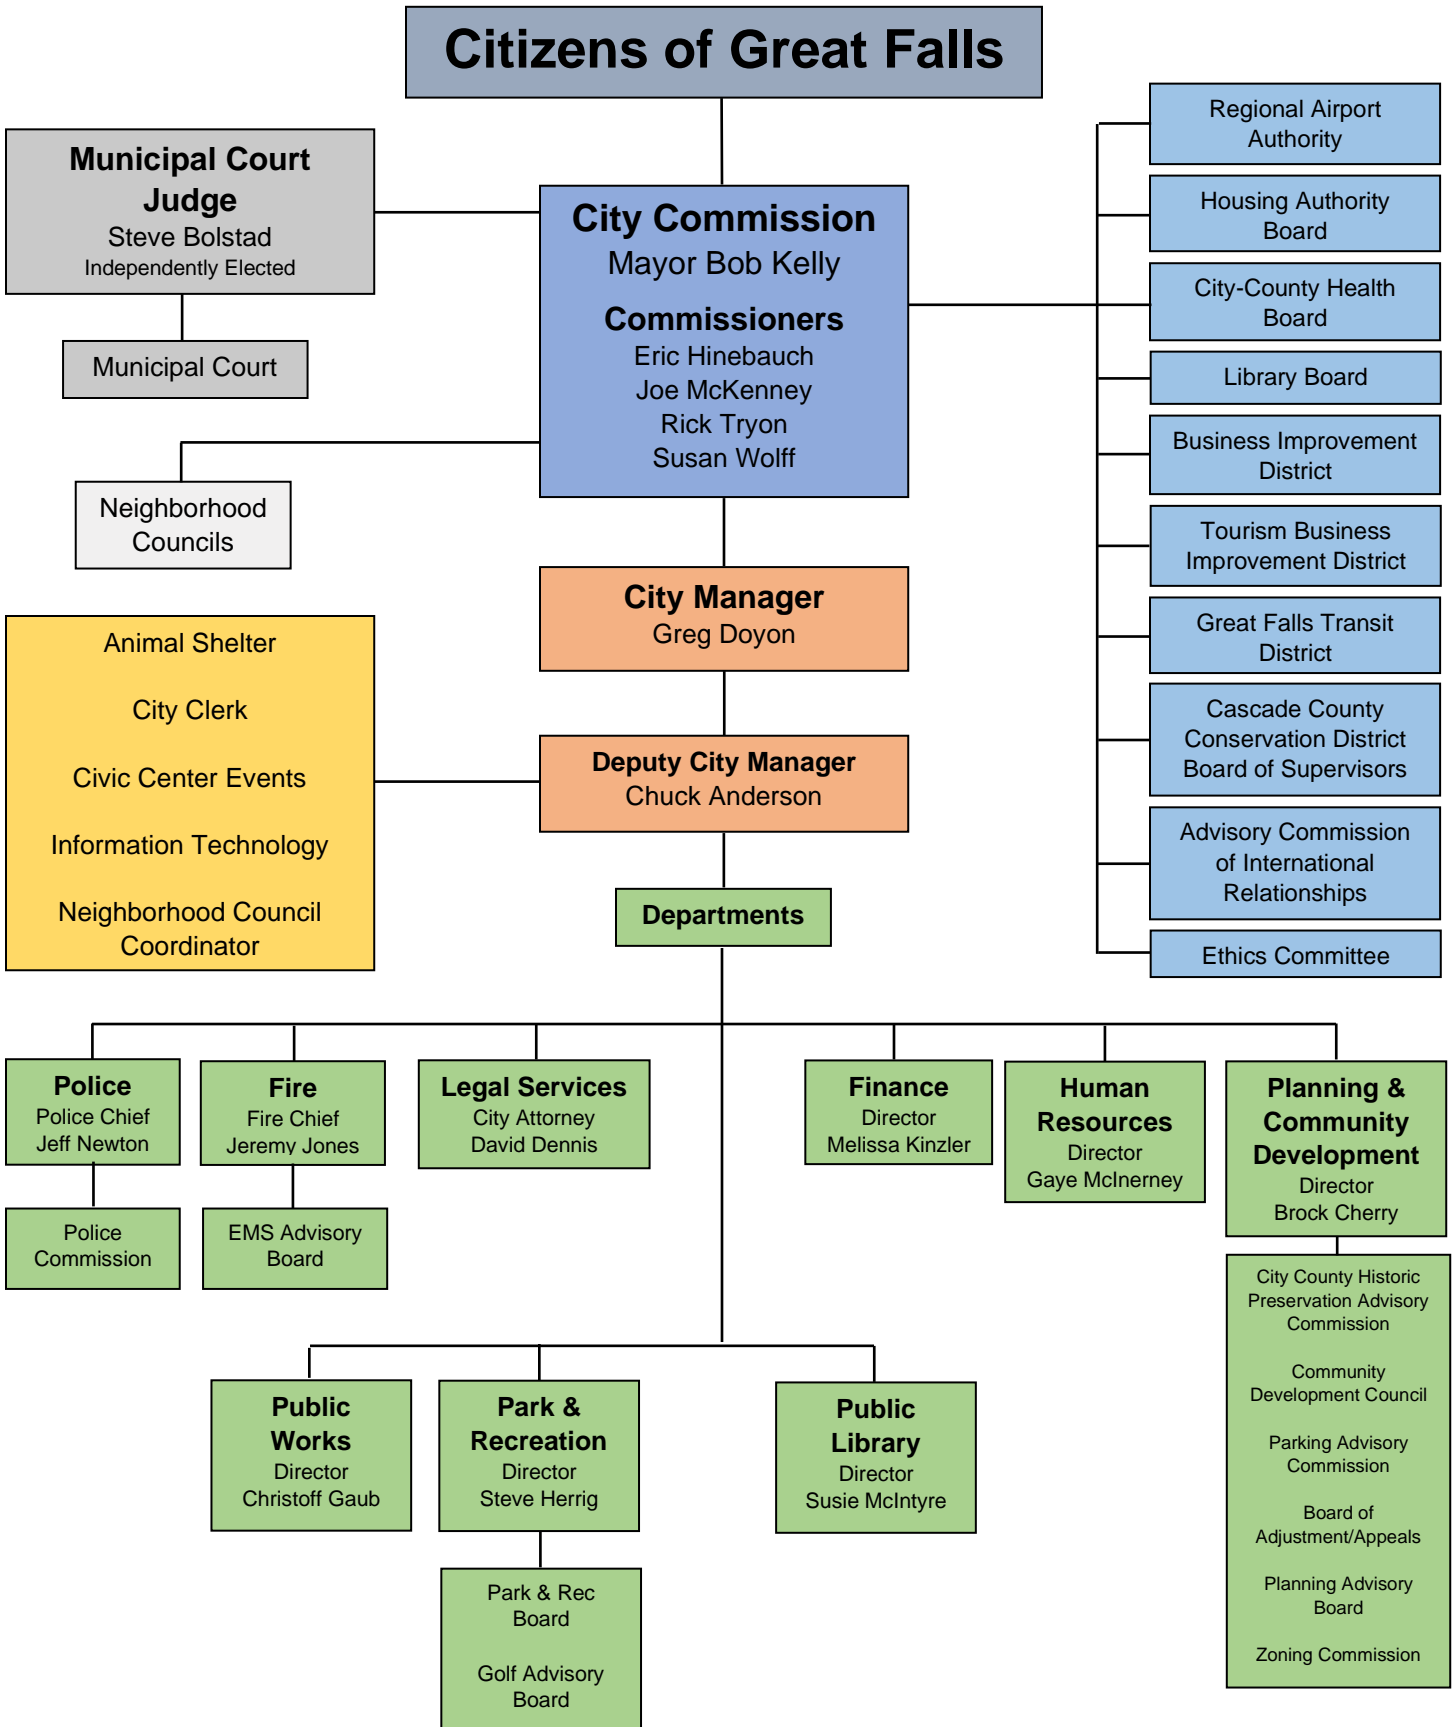 Citizens of Great Falls
Municipal Court
Judge
Steve Bolstad
Independently Elected
Municipal Court
Neighborhood
Councils
City Commission
Mayor Bob Kelly
Commissioners
Eric Hinebauch
Joe McKenney
Rick Tryon
Susan Wolff
Regional Airport
Authority
Housing Authority
Board
City-County Health
Board
Library Board
Business Improvement
District
Tourism Business
Improvement District
Great Falls Transit
District
Cascade County
Conservation District
Board of Supervisors
Advisory Commission
of International
Relationships
Ethics Committee
City Manager
Greg Doyon
Deputy City Manager
Chuck Anderson
Animal Shelter
City Clerk
Civic Center Events
Information Technology
Neighborhood Council
Coordinator
Departments
Police
Police Chief
Jeff Newton
Police
Commission
Fire
Fire Chief
Jeremy Jones
EMS Advisory
Board
Legal Services
City Attorney
David Dennis
Finance
Director
Melissa Kinzler
Human
Resources
Director
Gaye McInerney
Planning &
Community
Development
Director
Brock Cherry
City County Historic
Preservation Advisory
Commission
Community
Development Council
Parking Advisory
Commission
Board of
Adjustment/Appeals
Planning Advisory
Board
Zoning Commission
Public
Works
Director
Christoff Gaub
Park &
Recreation
Director
Steve Herrig
Park & Rec
Board
Golf Advisory
Board
Public
Library
Director
Susie McIntyre